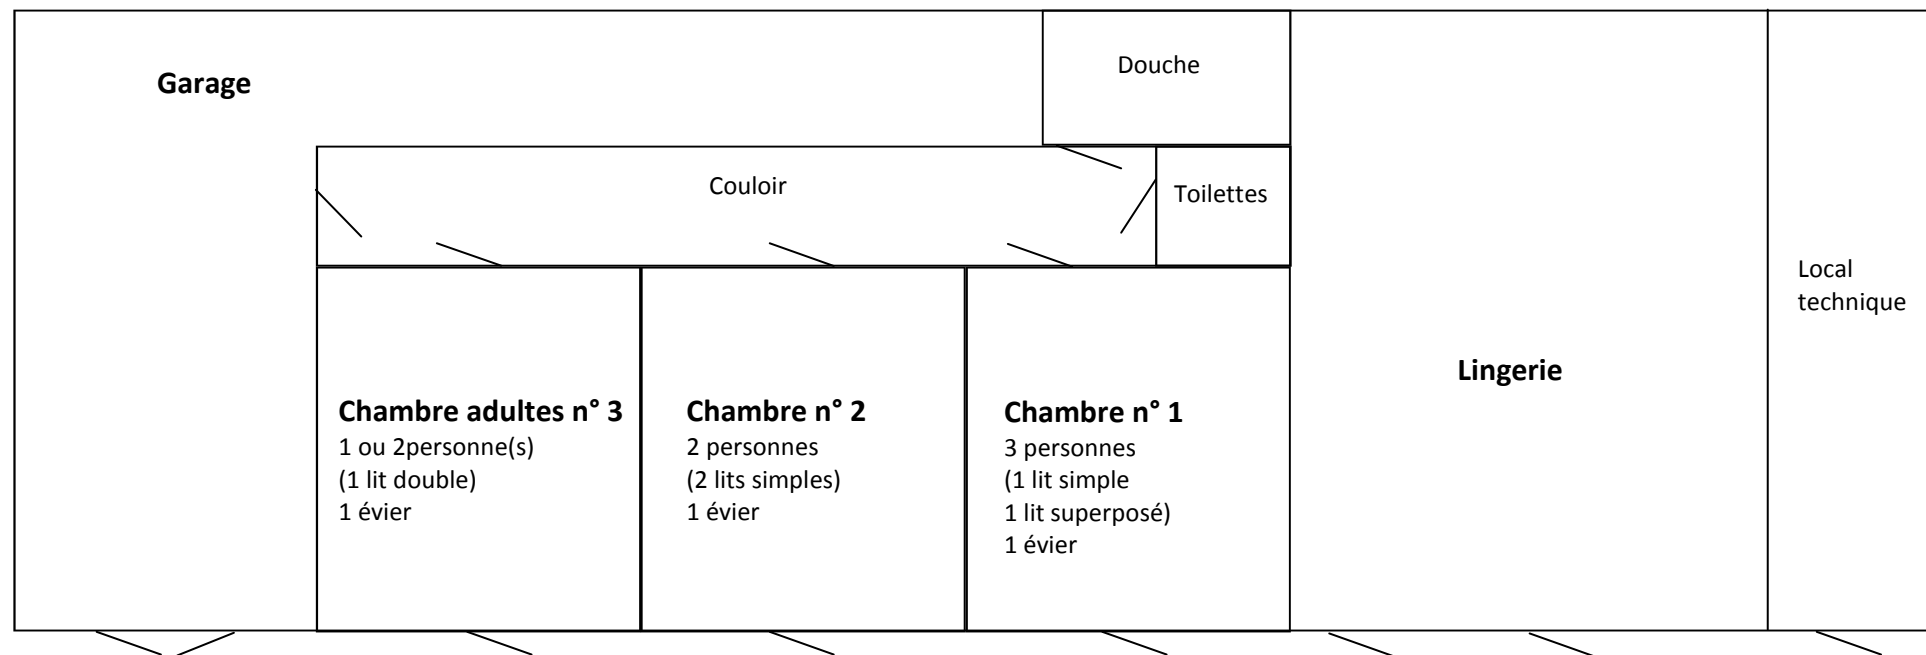 Garage
Douche
Couloir
Toilettes
Local
technique
Lingerie
Chambre adultes n° 3
1 ou 2personne(s)
(1 lit double)
1 évier
Chambre n° 2
2 personnes
(2 lits simples)
1 évier
Chambre n° 1
3 personnes
(1 lit simple
1 lit superposé)
1 évier